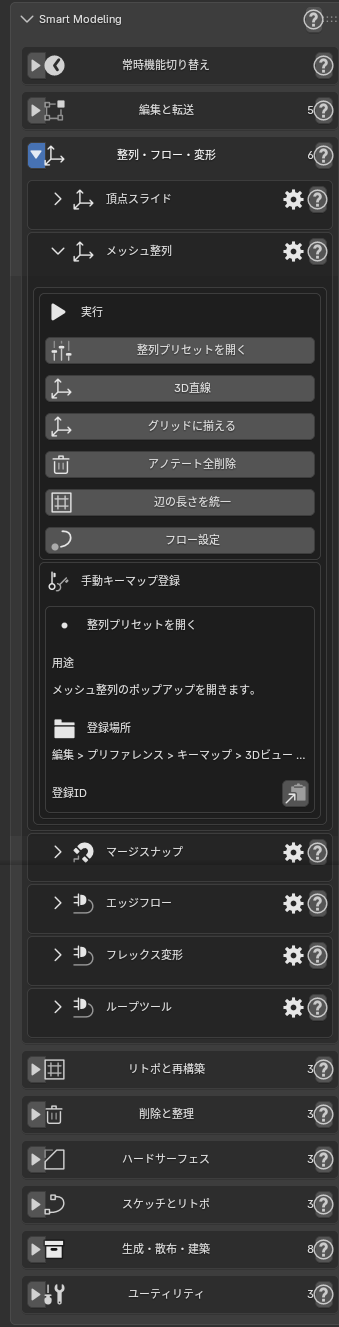 Smart Modeling
常時機能切り替え
編集と転送 5
整列・フロー・変形 6
頂点スライド
メッシュ整列
実行
整列プリセットを開く
3D直線
グリッドに揃える
アノテート全削除
辺の長さを統一
フロー設定
手動キーマップ登録
整列プリセットを開く
用途
メッシュ整列のポップアップを開きます。
登録場所
編集 > プリファレンス > キーマップ > 3Dビュー ...
登録ID
マージスナップ
エッジフロー
フレックス変形
ループツール
リトポと再構築 3
削除と整理 3
ハードサーフェス 3
スケッチとリトポ 3
生成・散布・建築 8
ユーティリティ 3